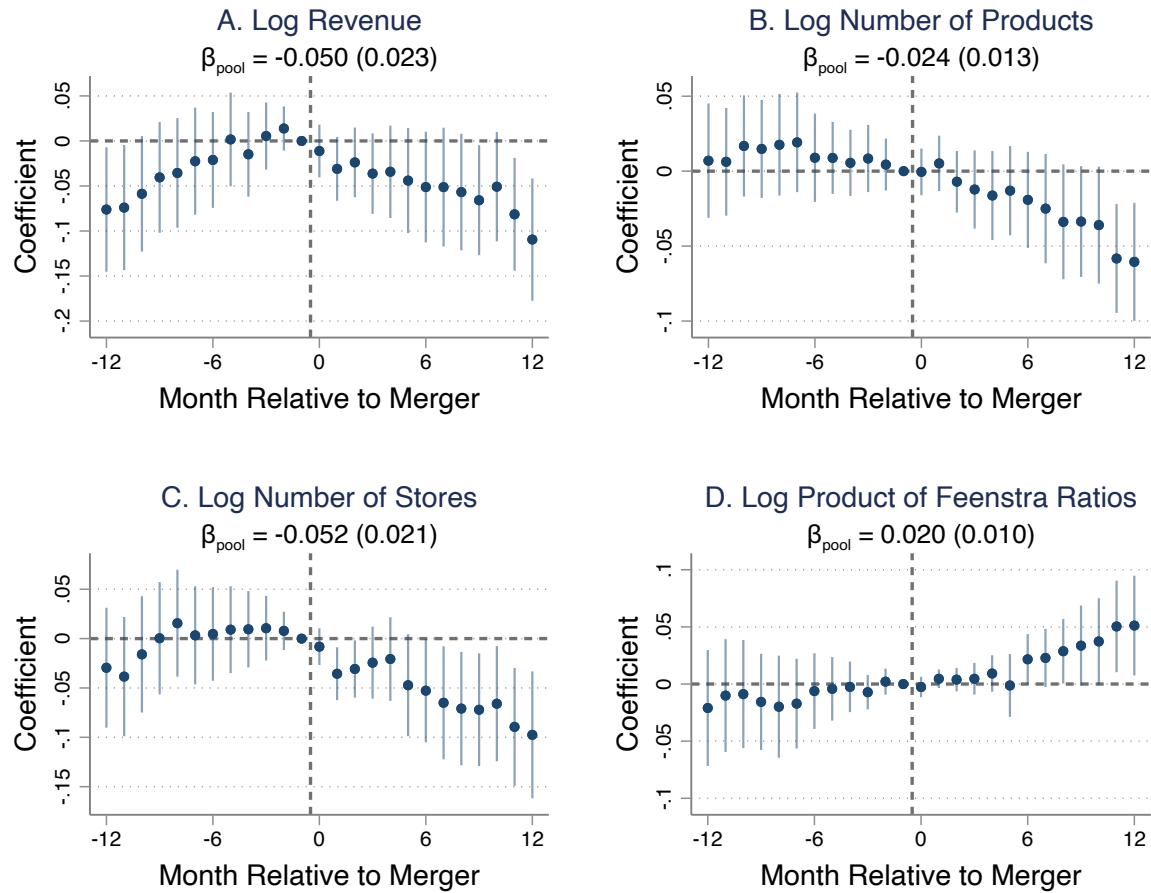 A. Log Revenue
β_pool = -0.050 (0.023)
Coefficient
.05
0
-.05
-.1
-.15
-.2
-12 -6 0 6 12
Month Relative to Merger
B. Log Number of Products
β_pool = -0.024 (0.013)
Coefficient
.05
0
-.05
-.1
-12 -6 0 6 12
Month Relative to Merger
C. Log Number of Stores
β_pool = -0.052 (0.021)
Coefficient
.05
0
-.05
-.1
-.15
-12 -6 0 6 12
Month Relative to Merger
D. Log Product of Feenstra Ratios
β_pool = 0.020 (0.010)
Coefficient
.1
.05
0
-.05
-.1
-12 -6 0 6 12
Month Relative to Merger